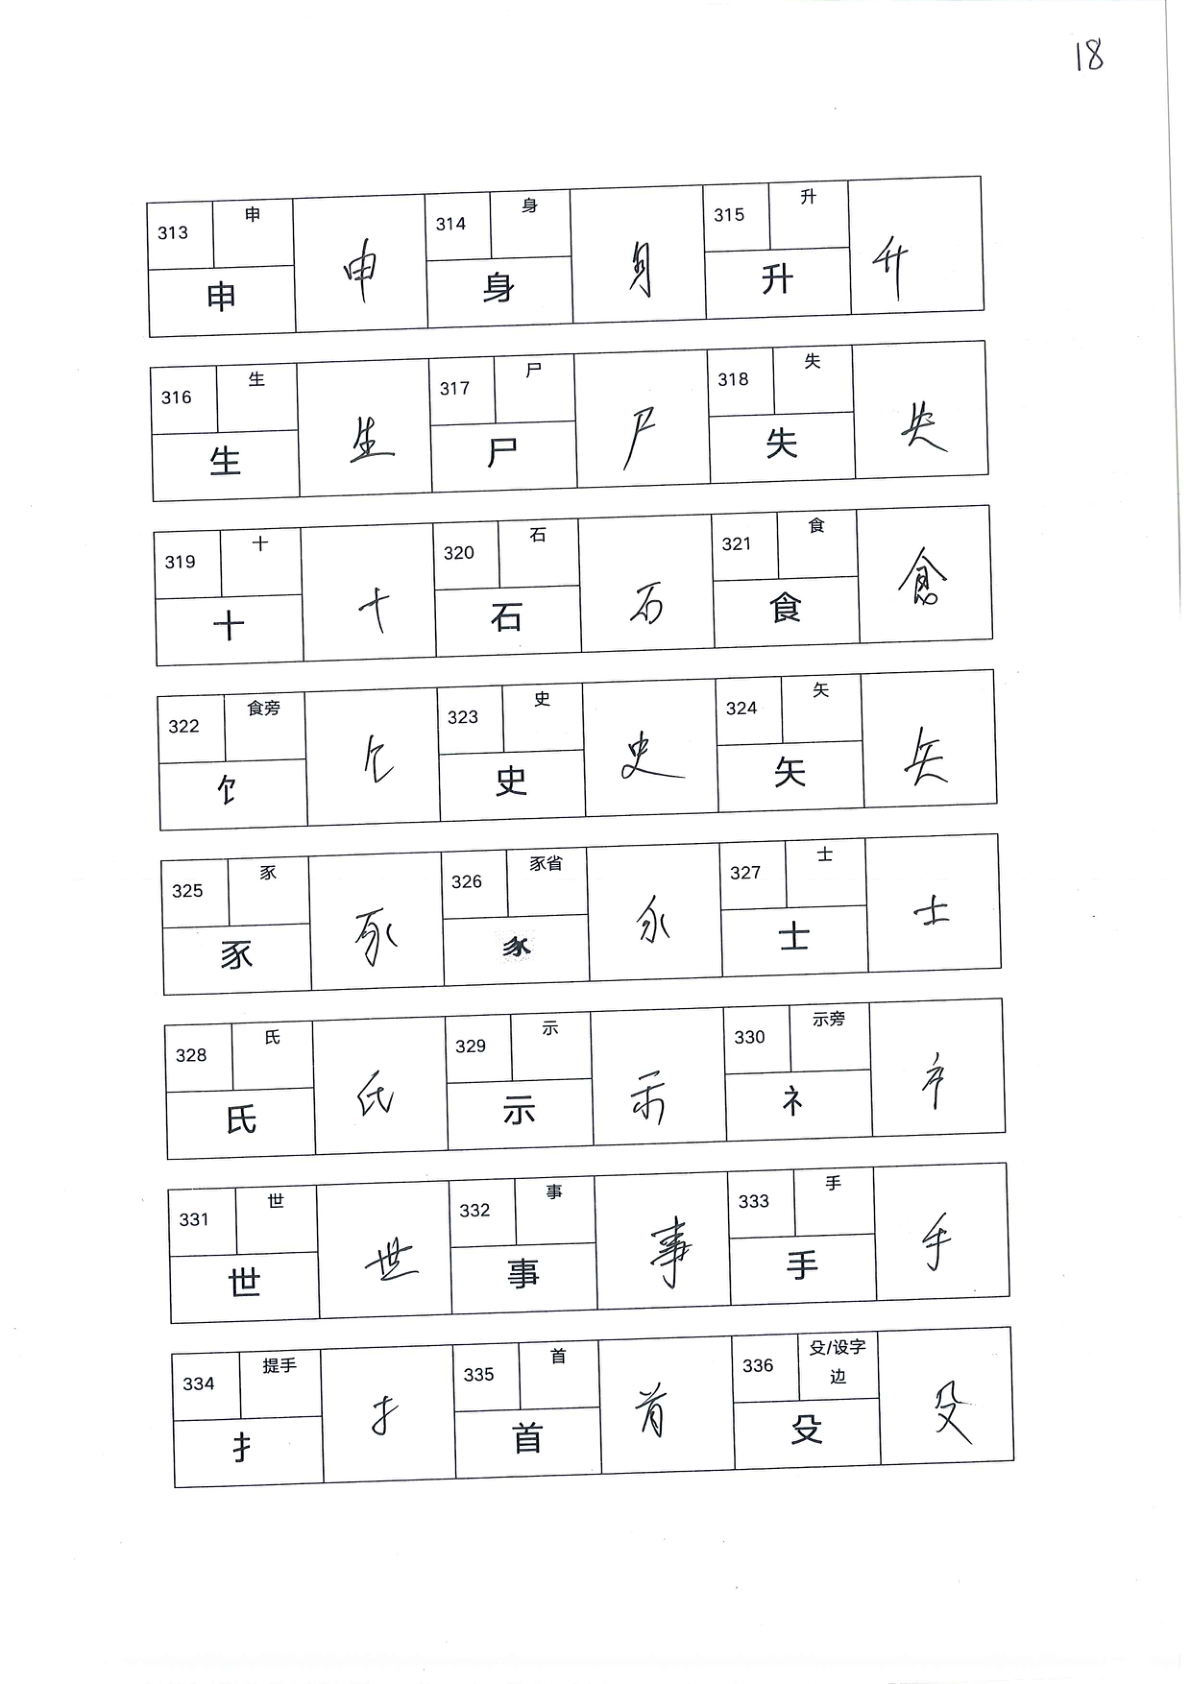 18
313 申 申 申 314 身 身 身 315 升 升 升
316 生 生 生 317 尸 尸 尸 318 失 失 失
319 十 十 十 320 石 石 石 321 食 食 食
322 食旁 饣 饣 323 史 史 史 324 矢 矢 矢
325 豕 豕 豕 326 豕省 327 士 士 士
328 氏 氏 氏 329 示 示 示 330 示旁 礻 礻
331 世 世 世 332 事 事 事 333 手 手 手
334 提手 扌 扌 335 首 首 首 336 殳/设字边 殳 殳